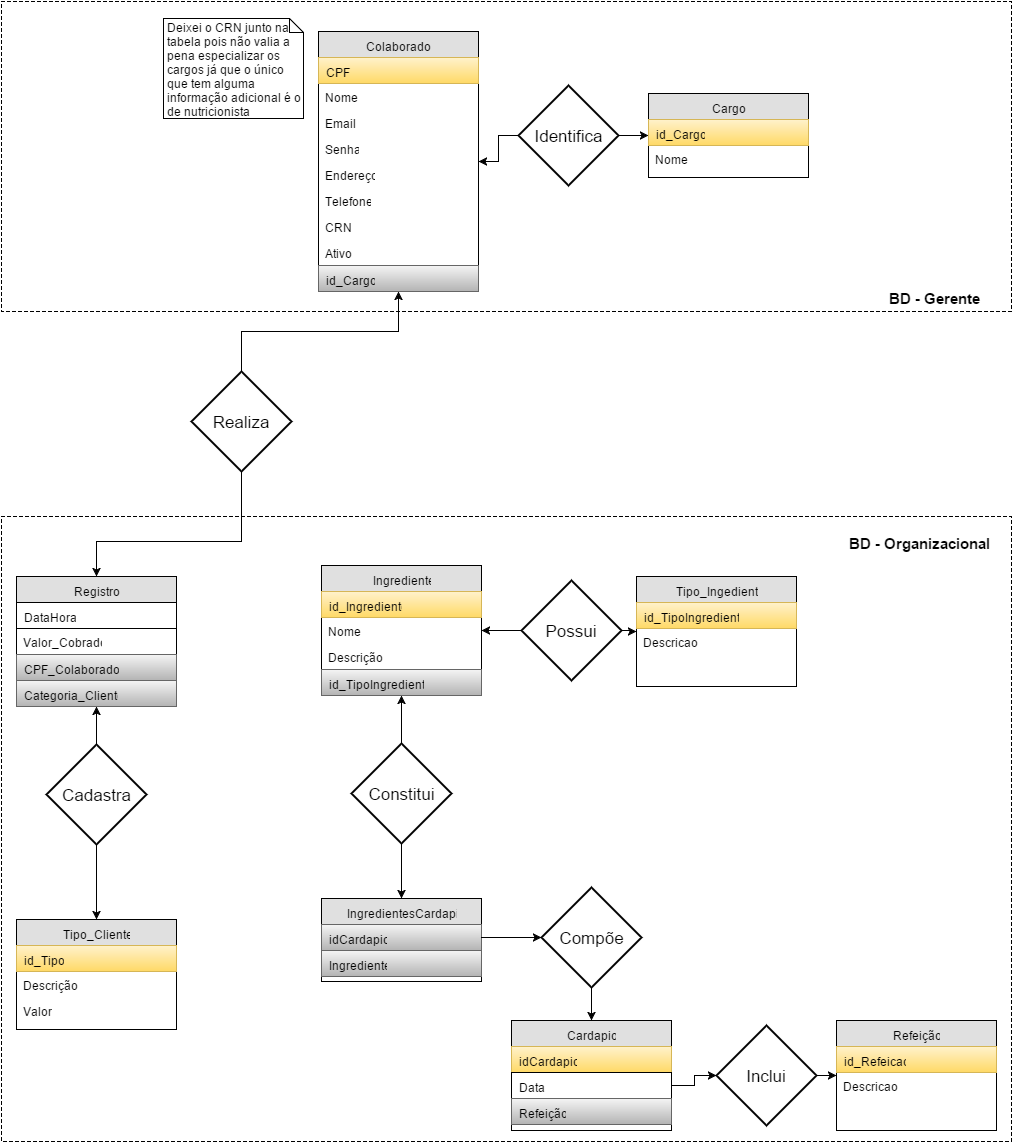 Deixei o CRN junto na
tabela pois não valia a
pena especializar os
cargos já que o único
que tem alguma
informação adicional é o
de nutricionista
Colaborado
CPF
Nome
Email
Senha
Endereço
Telefone
CRN
Ativo
id_Cargo
Identifica
Cargo
id_Cargo
Nome
BD - Gerente
Realiza
BD - Organizacional
Registro
DataHora
Valor_Cobrado
CPF_Colaborado
Categoria_Client
Cadastra
Tipo_Cliente
id_Tipo
Descrição
Valor
Ingrediente
id_Ingredient
Nome
Descrição
id_TipoIngredient
Possui
Tipo_Ingedient
id_TipoIngredient
Descricao
Constitui
IngredientesCardapi
idCardapio
Ingrediente
Compõe
Cardapio
idCardapio
Data
Refeição
Inclui
Refeição
id_Refeicao
Descricao